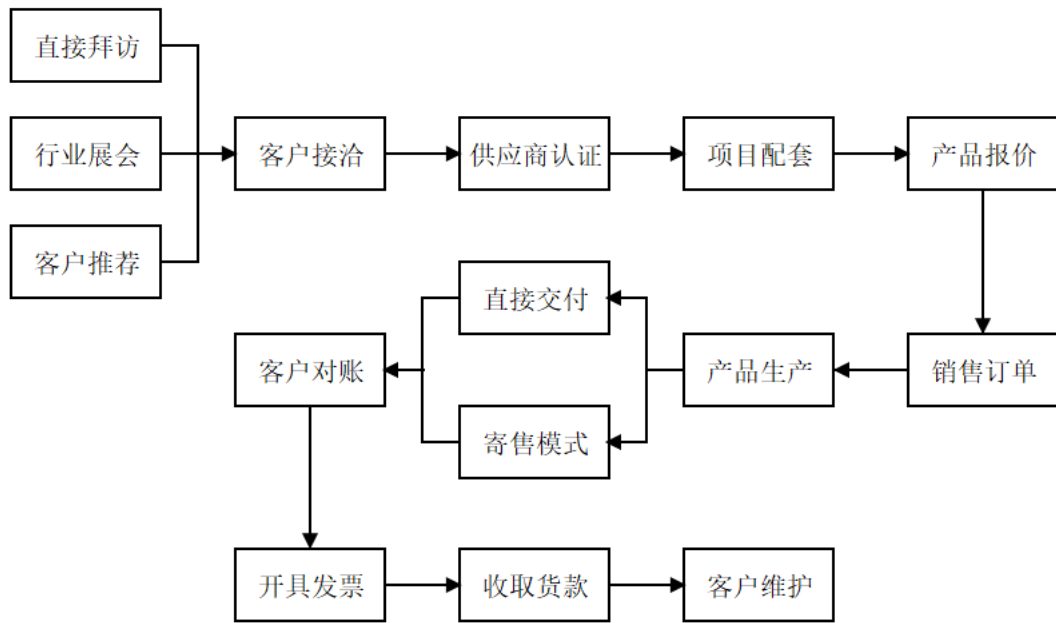 直接拜访
行业展会
客户推荐
客户接洽
供应商认证
项目配套
产品报价
销售订单
产品生产
直接交付
寄售模式
客户对账
开具发票
收取货款
客户维护